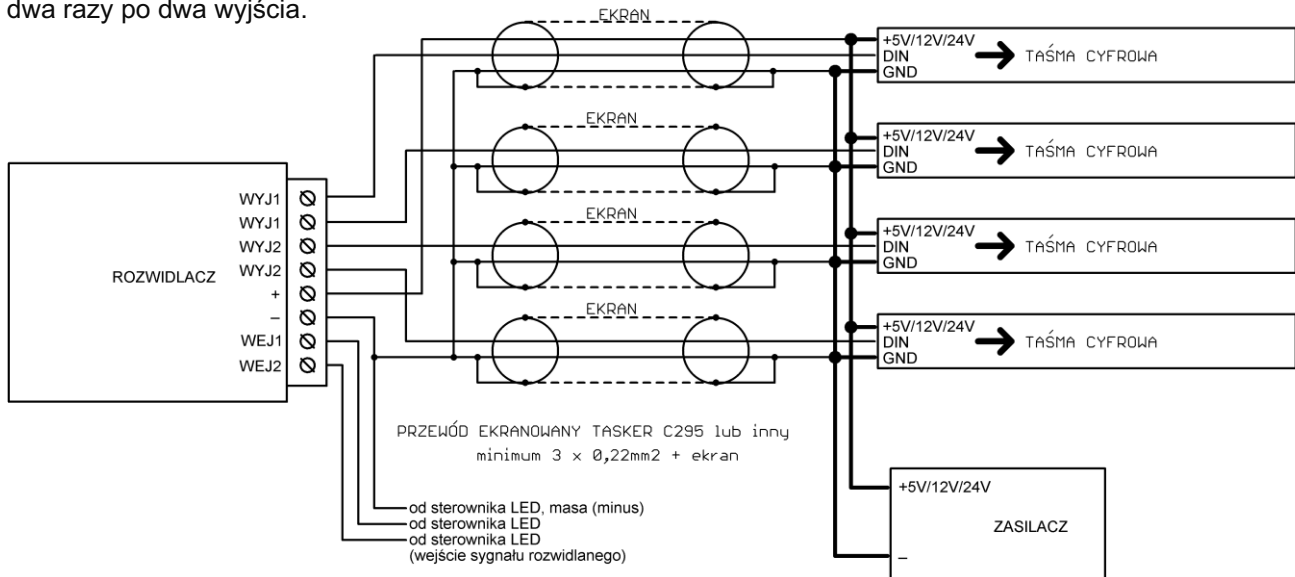 dwa razy po dwa wyjścia.
EKRAN
+5V/12V/24V
DIN
GND
TAŚMA CYFROWA
EKRAN
+5V/12V/24V
DIN
GND
TAŚMA CYFROWA
EKRAN
+5V/12V/24V
DIN
GND
TAŚMA CYFROWA
EKRAN
+5V/12V/24V
DIN
GND
TAŚMA CYFROWA
ROZWIDLACZ
WYJ1
WYJ1
WYJ2
WYJ2
+
–
WEJ1
WEJ2
PRZEWÓD EKRANOWANY TASKER C295 lub inny
minimum 3 x 0,22mm2 + ekran
od sterownika LED, masa (minus)
od sterownika LED
od sterownika LED
(wejście sygnału rozwidlanego)
+5V/12V/24V
ZASILACZ
–